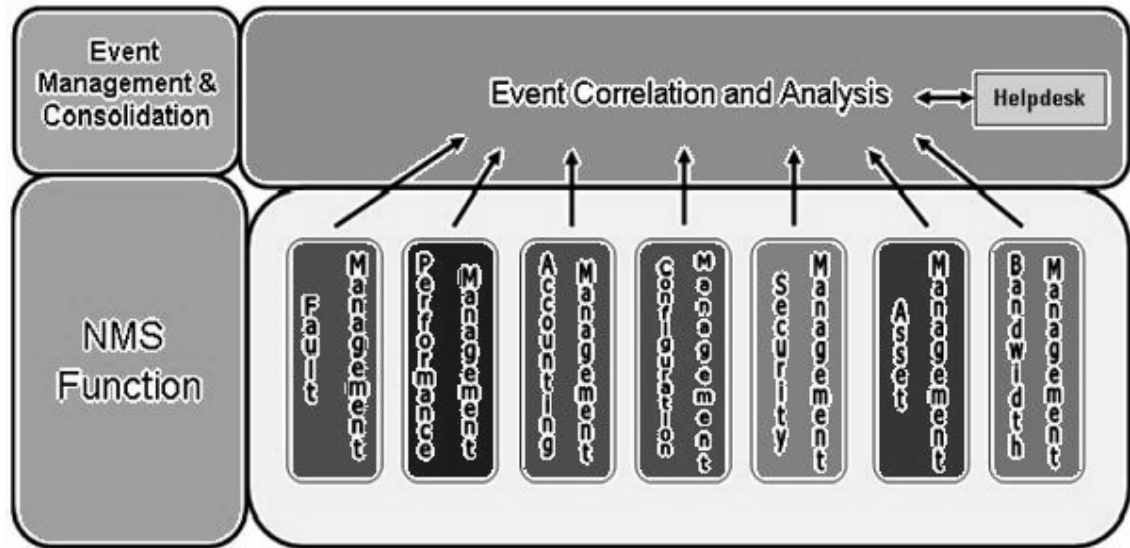 Event
Management &
Consolidation
Event Correlation and Analysis
Helpdesk
NMS
Function
Fault
Management
Performance
Management
Accounting
Management
Configuration
Management
Security
Management
Asset
Management
Bandwidth
Management